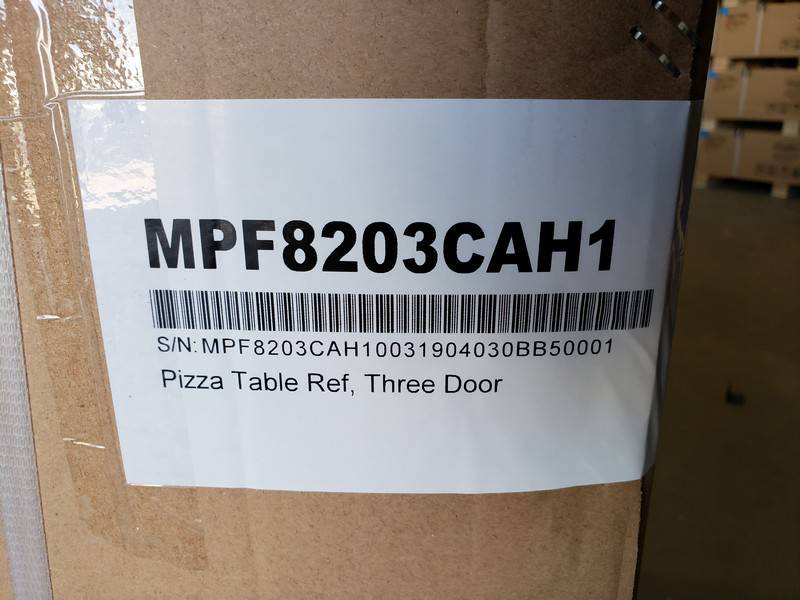 MPF8203CAH1
S/N: MPF8203CAH10031904030BB50001
Pizza Table Ref, Three Door